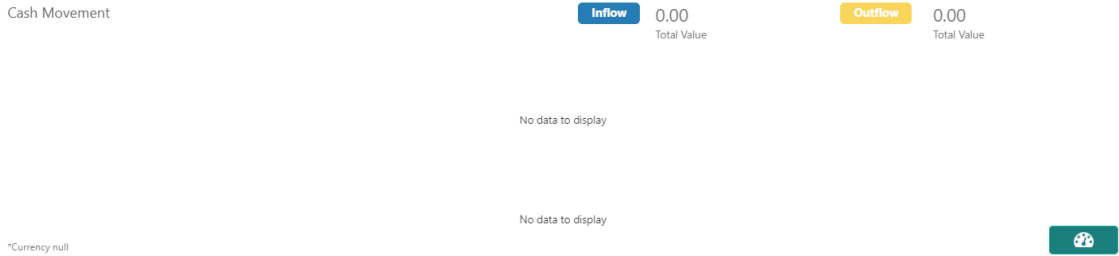 Cash Movement
Inflow
0.00
Total Value
Outflow
0.00
Total Value
No data to display
No data to display
*Currency null